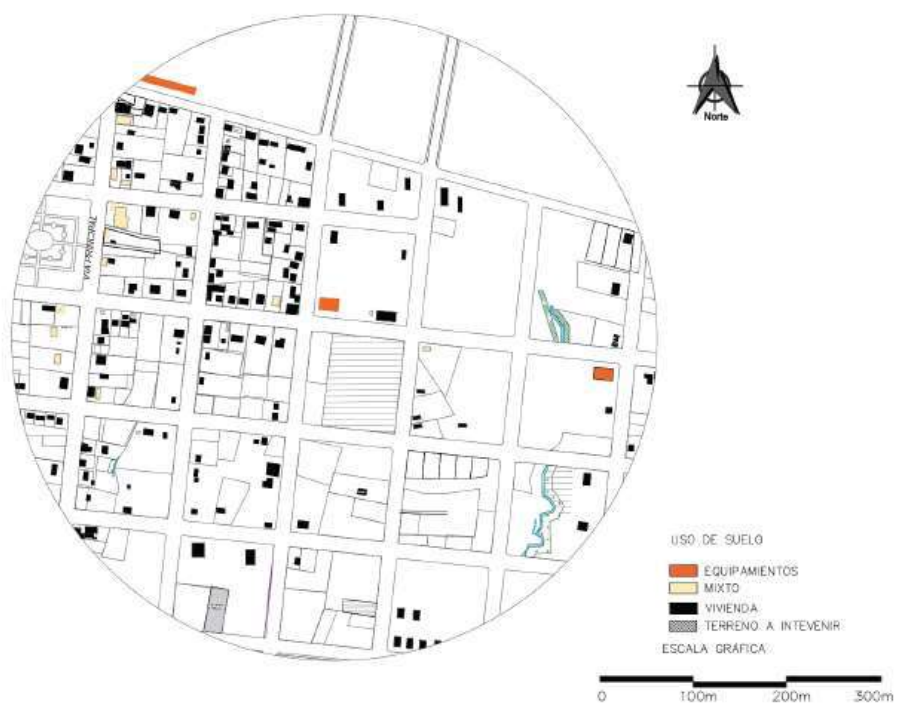 Norte
VIA PRINCIPAL
USO DE SUELO
EQUIPAMIENTOS
MIXTO
VIVIENDA
TERRENO A INTEVENIR
ESCALA GRÁFICA
0 100m 200m 300m